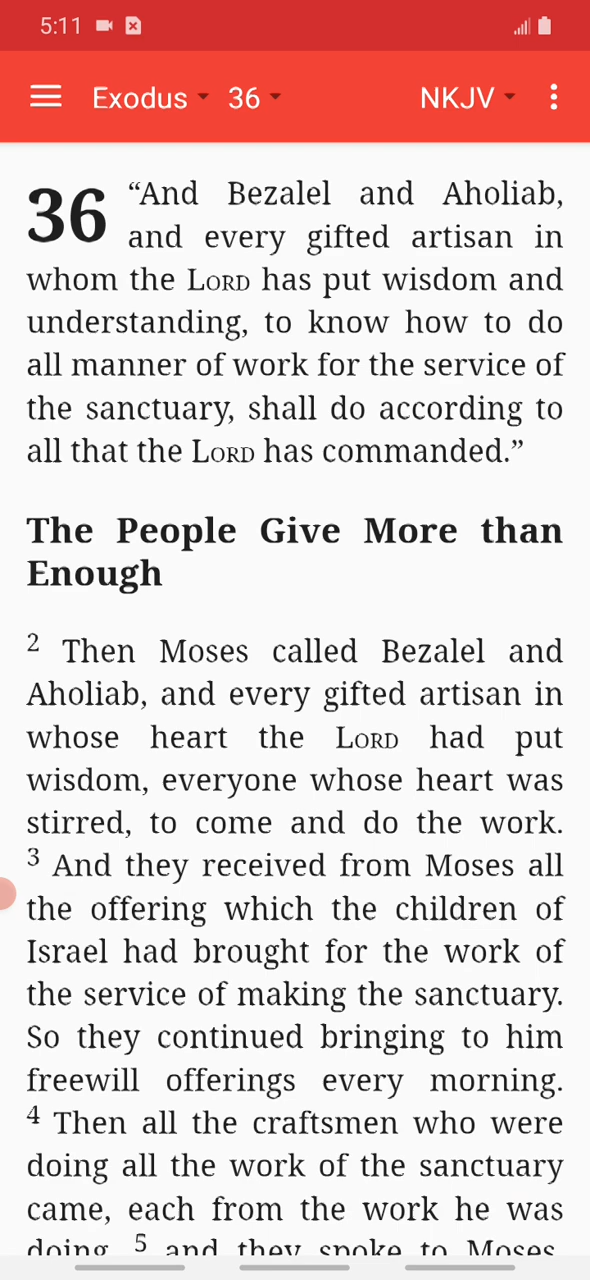 5:11
Exodus 36 NKJV
36 “And Bezalel and Aholiab,
and every gifted artisan in
whom the LORD has put wisdom and
understanding, to know how to do
all manner of work for the service of
the sanctuary, shall do according to
all that the LORD has commanded.”
The People Give More than
Enough
2 Then Moses called Bezalel and
Aholiab, and every gifted artisan in
whose heart the LORD had put
wisdom, everyone whose heart was
stirred, to come and do the work.
3 And they received from Moses all
the offering which the children of
Israel had brought for the work of
the service of making the sanctuary.
So they continued bringing to him
freewill offerings every morning.
4 Then all the craftsmen who were
doing all the work of the sanctuary
came, each from the work he was
doing, 5 and they spoke to Moses,